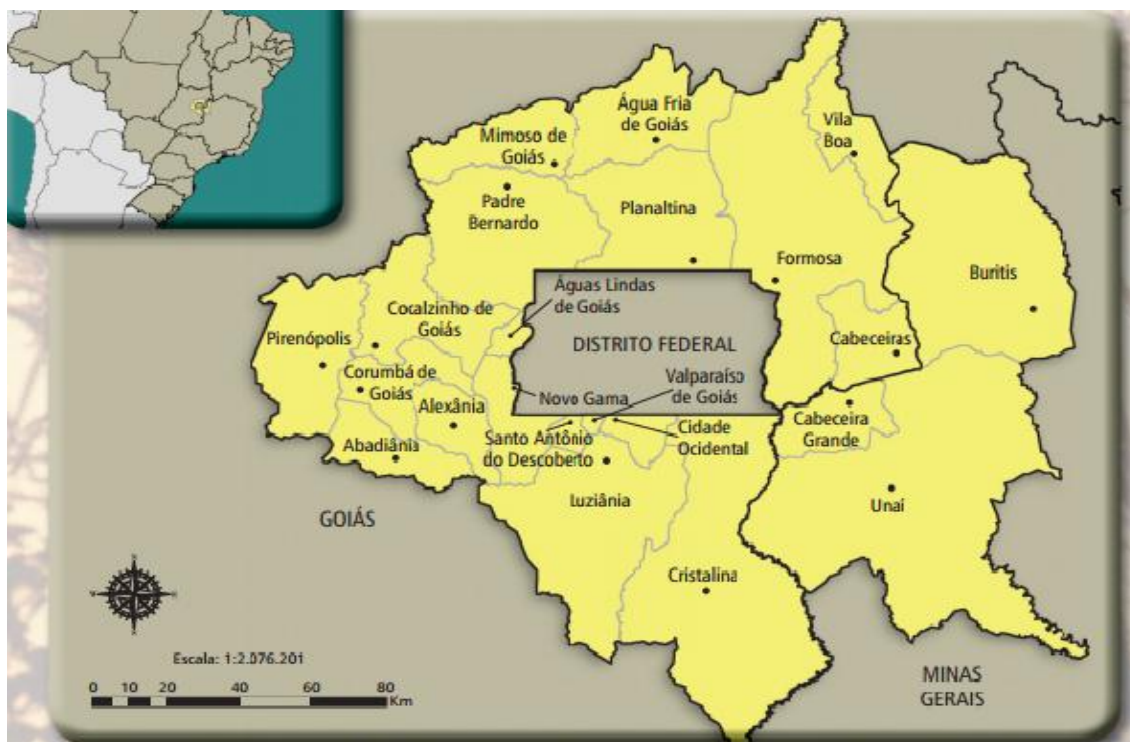 Água Fria
de Goiás
Mimoso de
Goiás
Vila
Boa
Padre
Bernardo
Planaltina
Formosa
Buritis
Águas Lindas
de Goiás
Cocalzinho de
Goiás
Pirenópolis
DISTRITO FEDERAL
Cabeceiras
Corumbá de
Goiás
Valparaíso
de Goiás
Alexânia
Novo Gama
Cabeceira
Grande
Santo Antônio
do Descoberto
Cidade
Ocidental
Abadiânia
Luziânia
Unaí
GOIÁS
Cristalina
Escala: 1:2.076.201
0 10 20 40 60 80
Km
MINAS
GERAIS